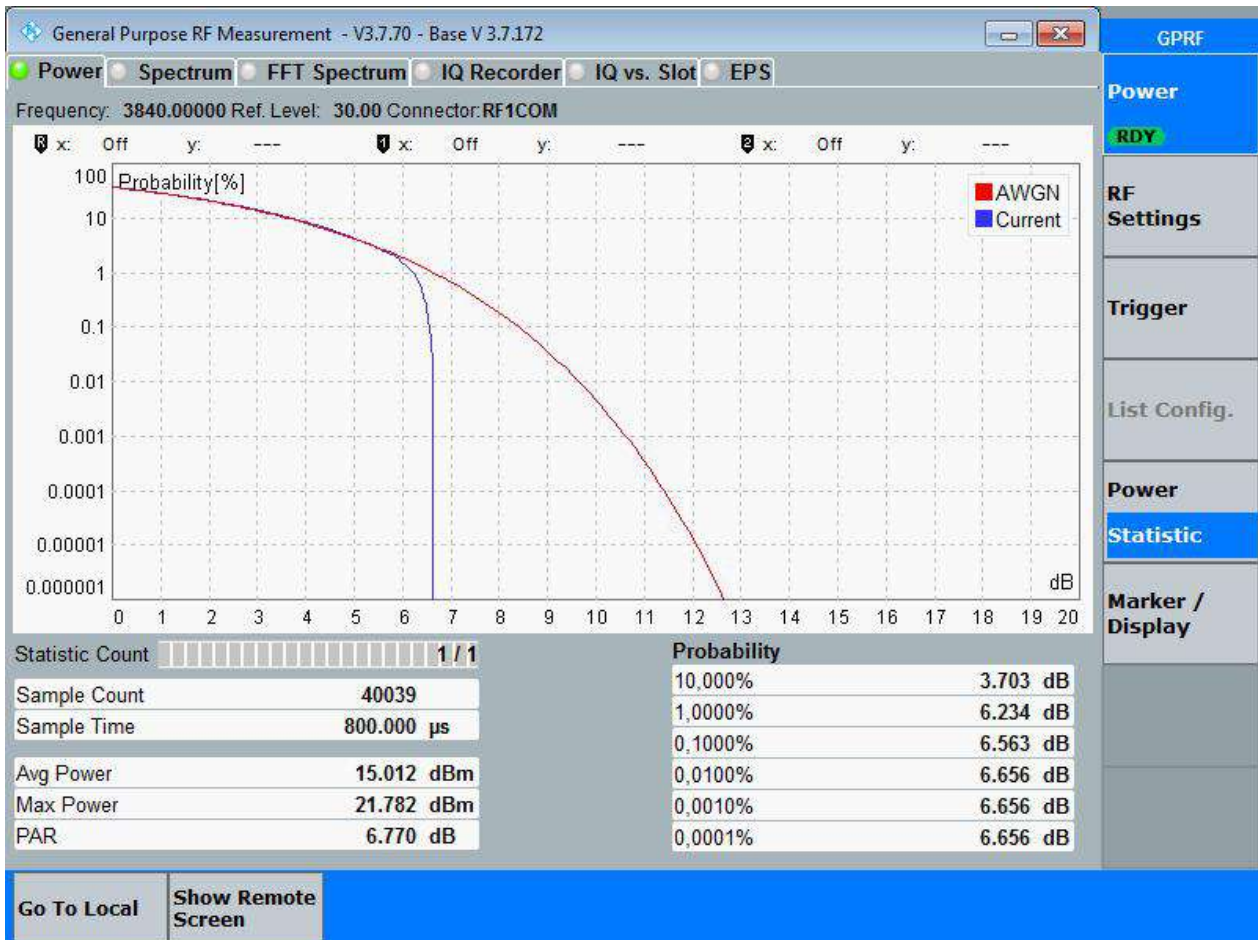 General Purpose RF Measurement - V3.7.70 - Base V 3.7.172
Power Spectrum FFT Spectrum IQ Recorder IQ vs. Slot EPS
Frequency: 3840.00000 Ref. Level: 30.00 Connector: RF1COM
R x: Off y: --- 1 x: Off y: --- 2 x: Off y: ---
Probability[%]
AWGN
Current
100
10
1
0.1
0.01
0.001
0.0001
0.00001
0.000001
dB
0 1 2 3 4 5 6 7 8 9 10 11 12 13 14 15 16 17 18 19 20
Statistic Count 1 / 1
Sample Count 40039
Sample Time 800.000 µs
Avg Power 15.012 dBm
Max Power 21.782 dBm
PAR 6.770 dB
Probability
10,000% 3.703 dB
1,0000% 6.234 dB
0,1000% 6.563 dB
0,0100% 6.656 dB
0,0010% 6.656 dB
0,0001% 6.656 dB
GPRF
Power
RDY
RF
Settings
Trigger
List Config.
Power
Statistic
Marker /
Display
Go To Local
Show Remote
Screen